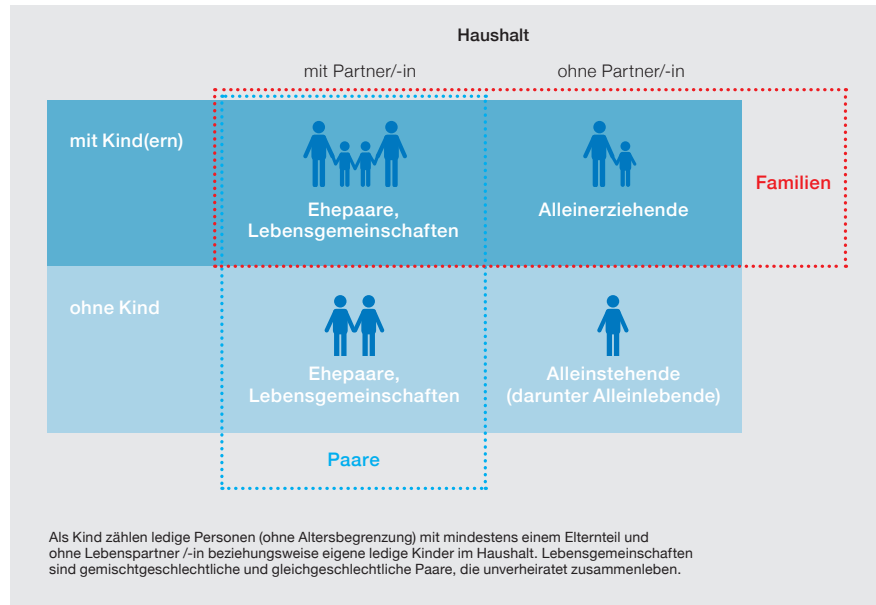 Haushalt
mit Partner/-in
ohne Partner/-in
mit Kind(ern)
Ehepaare,
Lebensgemeinschaften
Alleinerziehende
Familien
ohne Kind
Ehepaare,
Lebensgemeinschaften
Alleinstehende
(darunter Alleinlebende)
Paare
Als Kind zählen ledige Personen (ohne Altersbegrenzung) mit mindestens einem Elternteil und
ohne Lebenspartner /-in beziehungsweise eigene ledige Kinder im Haushalt. Lebensgemeinschaften
sind gemischtgeschlechtliche und gleichgeschlechtliche Paare, die unverheiratet zusammenleben.